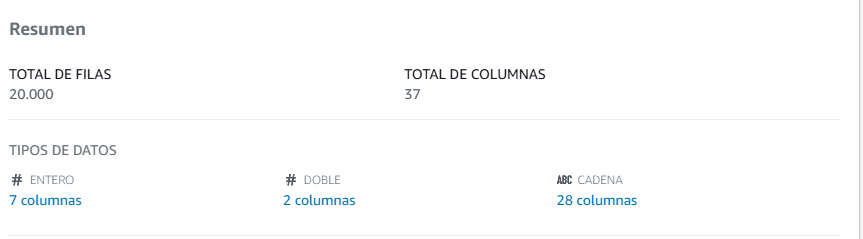 Resumen
TOTAL DE FILAS TOTAL DE COLUMNAS
20.000 37
TIPOS DE DATOS
# ENTERO # DOBLE ABC CADENA
7 columnas 2 columnas 28 columnas